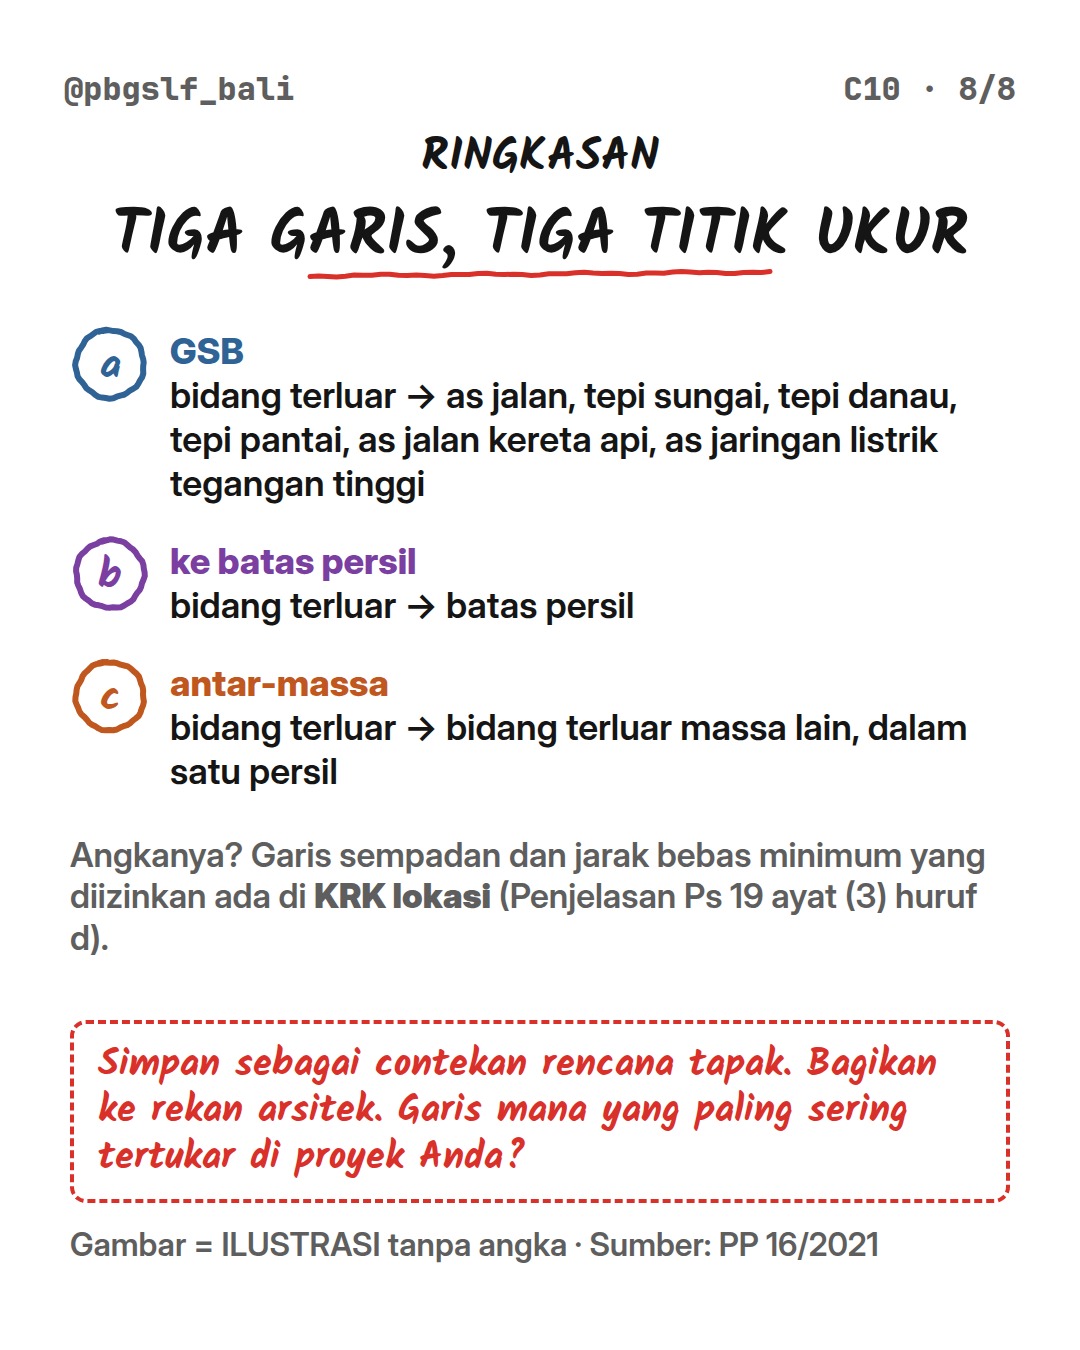 @pbgslf_bali
C10 · 8/8
RINGKASAN
TIGA GARIS, TIGA TITIK UKUR
a
GSB
bidang terluar → as jalan, tepi sungai, tepi danau,
tepi pantai, as jalan kereta api, as jaringan listrik
tegangan tinggi
b
ke batas persil
bidang terluar → batas persil
c
antar-massa
bidang terluar → bidang terluar massa lain, dalam
satu persil
Angkanya? Garis sempadan dan jarak bebas minimum yang
diizinkan ada di KRK lokasi (Penjelasan Ps 19 ayat (3) huruf
d).
Simpan sebagai contekan rencana tapak. Bagikan
ke rekan arsitek. Garis mana yang paling sering
tertukar di proyek Anda?
Gambar = ILUSTRASI tanpa angka · Sumber: PP 16/2021